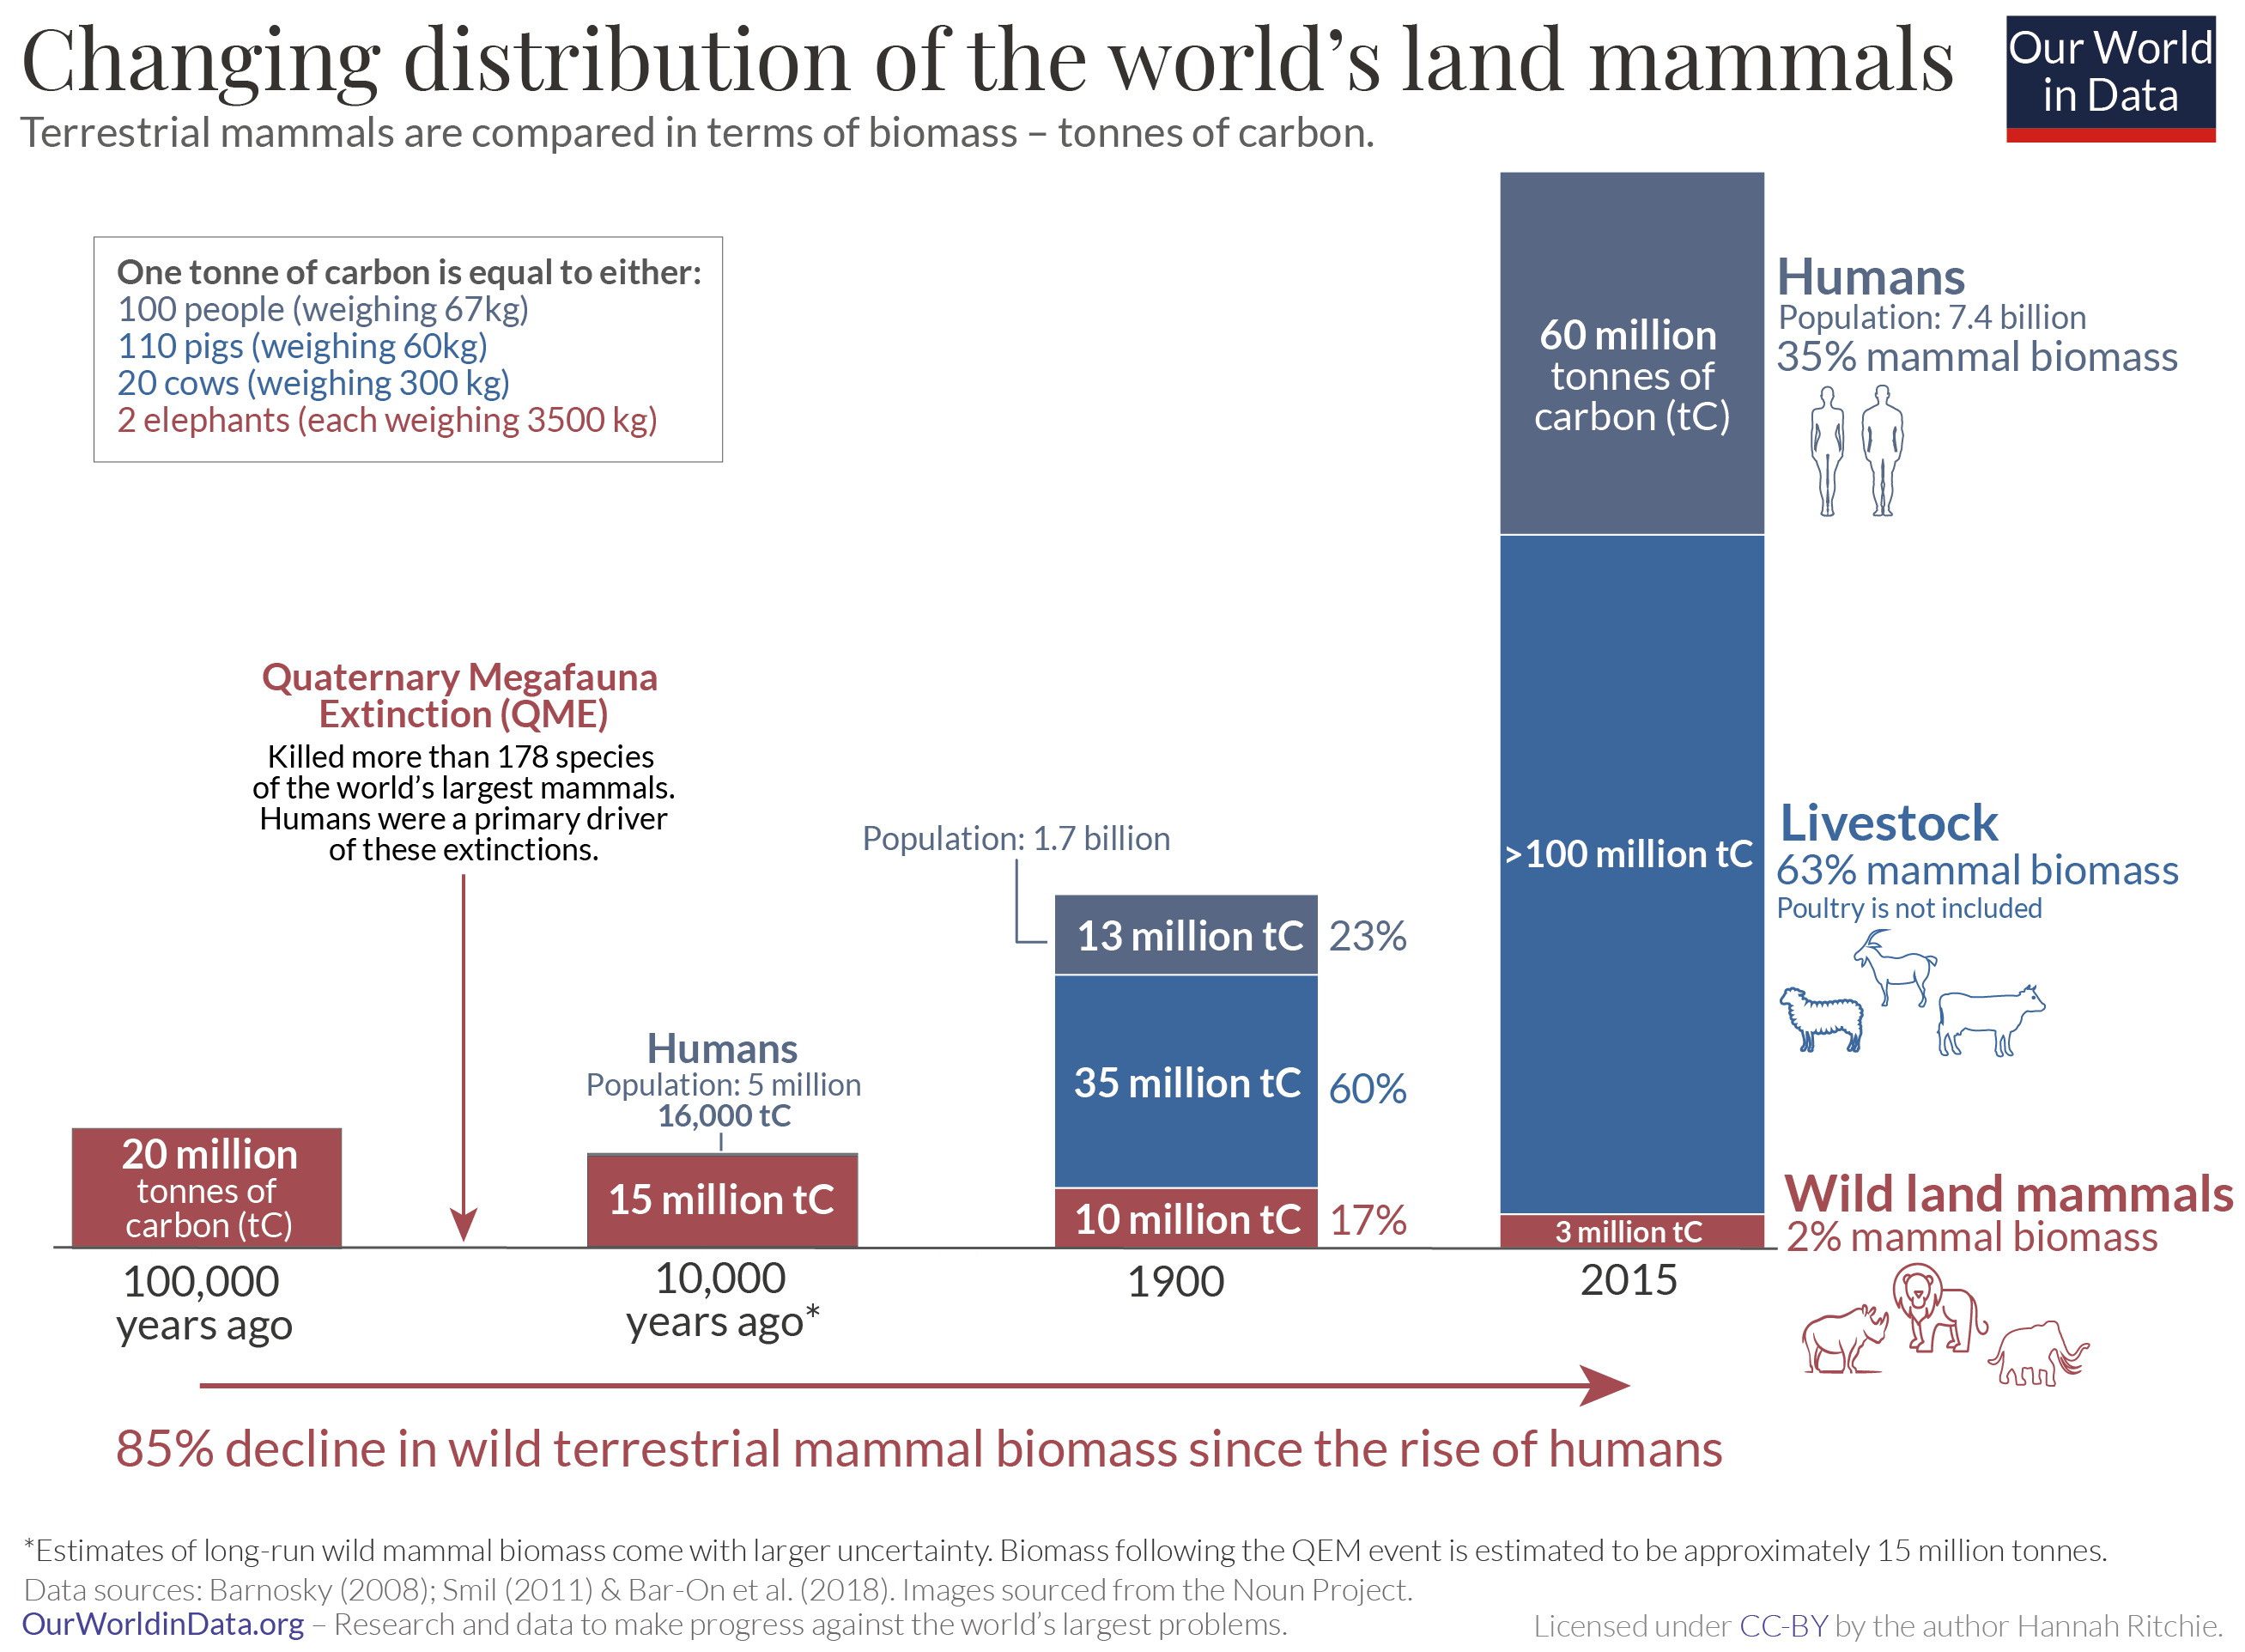 Changing distribution of the world's land mammals
Terrestrial mammals are compared in terms of biomass – tonnes of carbon.
Our World
in Data
One tonne of carbon is equal to either:
100 people (weighing 67kg)
110 pigs (weighing 60kg)
20 cows (weighing 300 kg)
2 elephants (each weighing 3500 kg)
Quaternary Megafauna
Extinction (QME)
Killed more than 178 species
of the world's largest mammals.
Humans were a primary driver
of these extinctions.
20 million
tonnes of
carbon (tC)
100,000
years ago
Humans
Population: 5 million
16,000 tC
15 million tC
10,000
years ago*
Population: 1.7 billion
13 million tC 23%
35 million tC 60%
10 million tC 17%
1900
60 million
tonnes of
carbon (tC)
>100 million tC
3 million tC
2015
Humans
Population: 7.4 billion
35% mammal biomass
Livestock
63% mammal biomass
Poultry is not included
Wild land mammals
2% mammal biomass
85% decline in wild terrestrial mammal biomass since the rise of humans
*Estimates of long-run wild mammal biomass come with larger uncertainty. Biomass following the QEM event is estimated to be approximately 15 million tonnes.
Data sources: Barnosky (2008); Smil (2011) & Bar-On et al. (2018). Images sourced from the Noun Project.
OurWorldinData.org – Research and data to make progress against the world's largest problems.
Licensed under CC-BY by the author Hannah Ritchie.